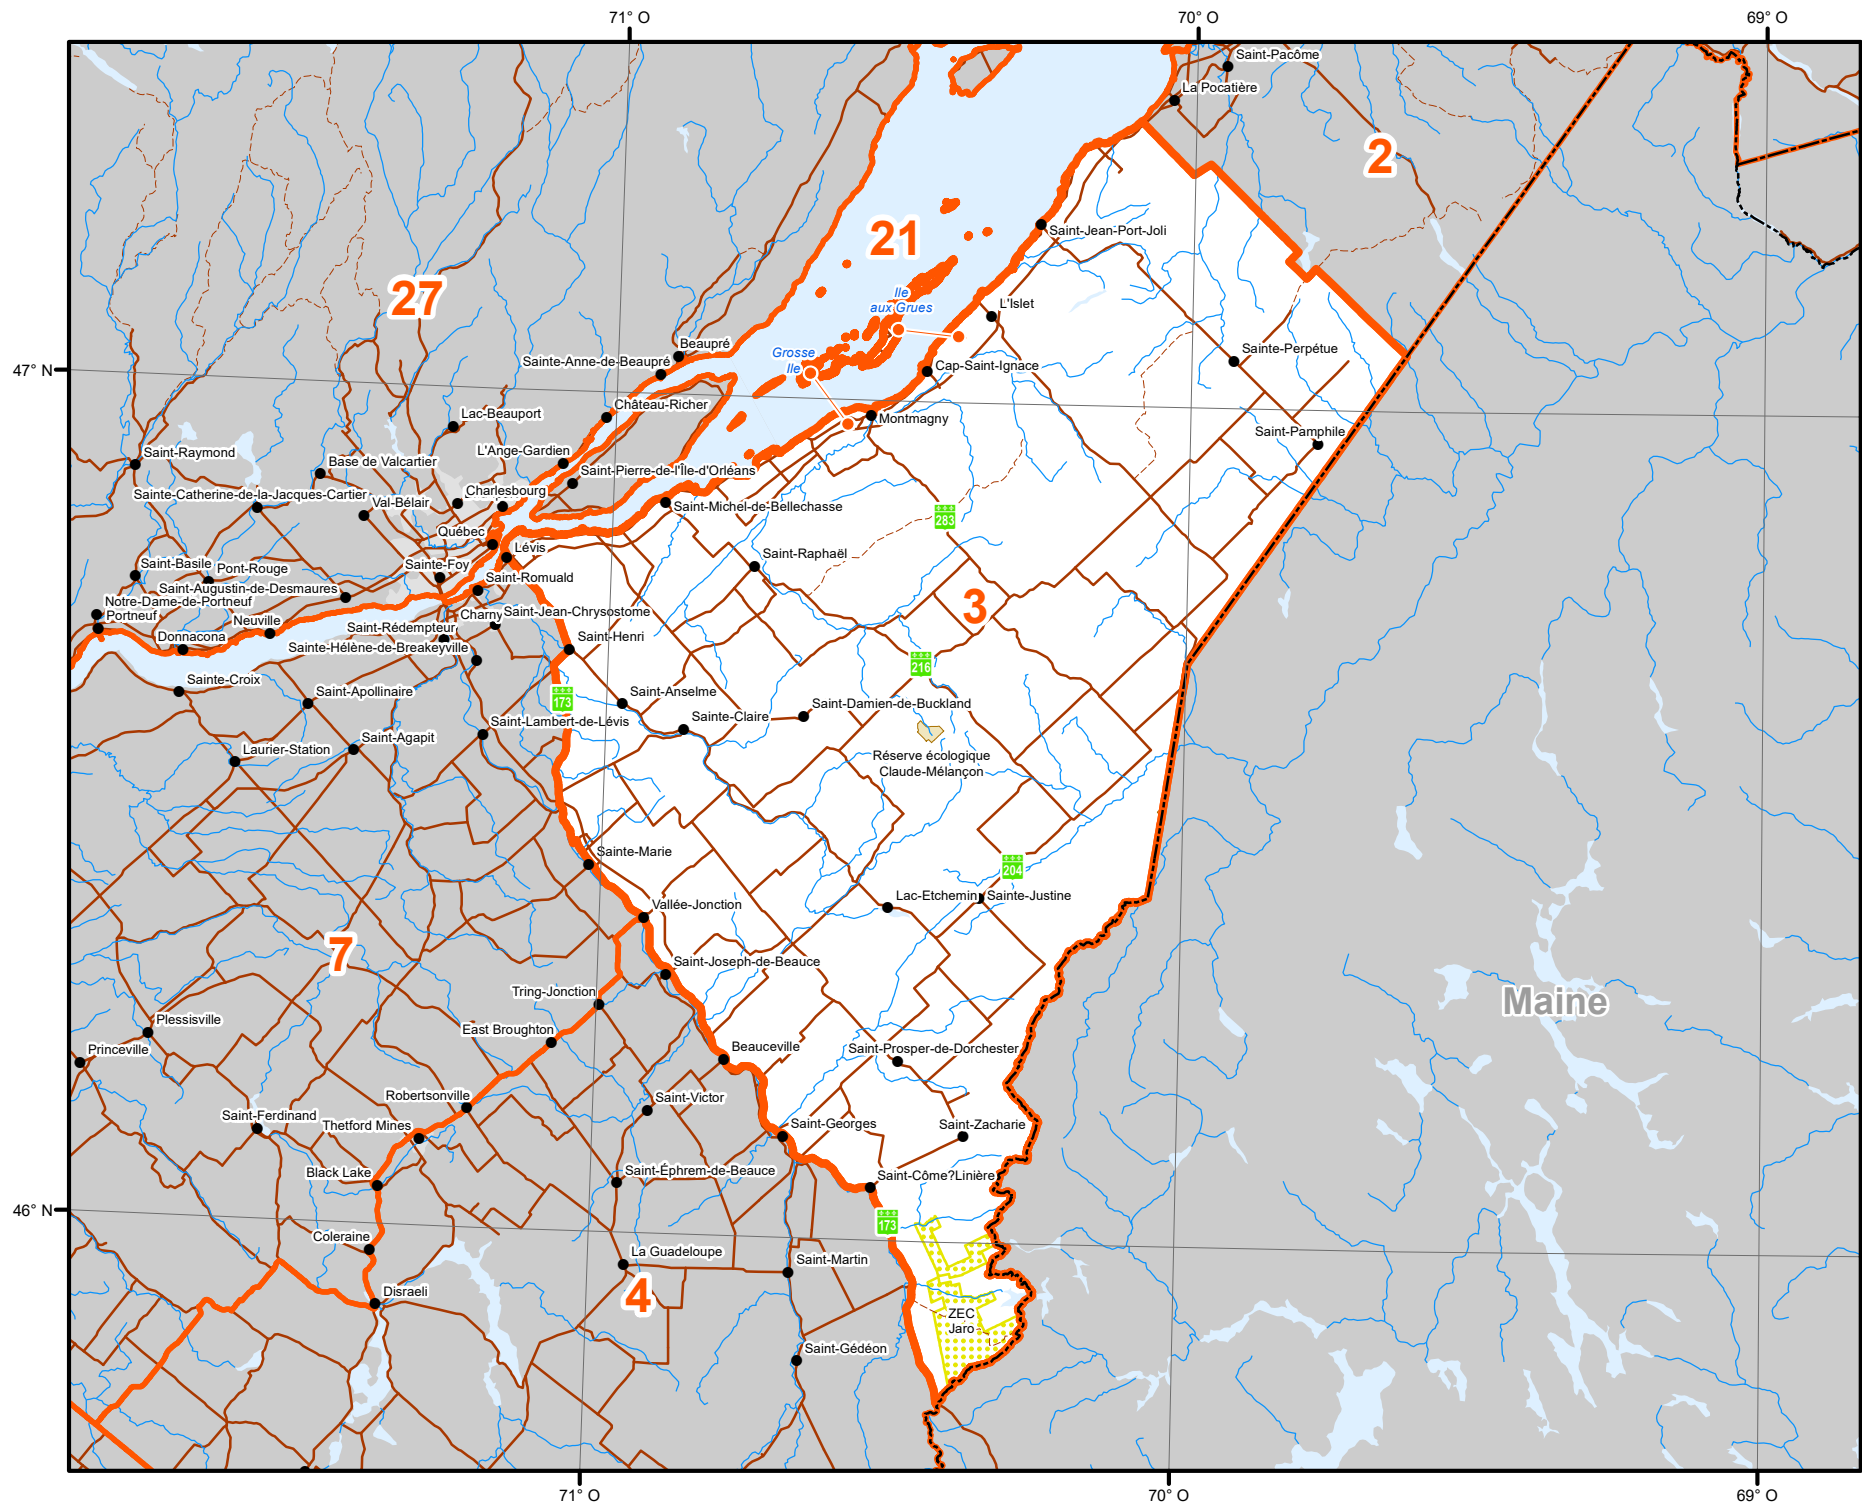 71° O
70° O
69° O
Saint-Pacôme
La Pocatière
2
21
Saint-Jean-Port-Joli
27
Ile
aux Grues
L'Islet
Beaupré
Sainte-Anne-de-Beaupré
Grosse
Ile
Sainte-Perpétue
47° N
Cap-Saint-Ignace
Château-Richer
Lac-Beauport
Montmagny
Saint-Pamphile
Saint-Raymond
L'Ange-Gardien
Base de Valcartier
Saint-Pierre-de-l'Île-d'Orléans
Sainte-Catherine-de-la-Jacques-Cartier
Charlesbourg
Val-Bélair
Saint-Michel-de-Bellechasse
283
Québec
Lévis
Saint-Raphaël
Saint-Basile
Pont-Rouge
Sainte-Foy
Saint-Romuald
Saint-Augustin-de-Desmaures
Notre-Dame-de-Portneuf
Portneuf
Neuville
Charny
Saint-Jean-Chrysostome
3
Donnacona
Saint-Rédempteur
Saint-Henri
Sainte-Hélène-de-Breakeyville
216
Sainte-Croix
Saint-Apollinaire
173
Saint-Anselme
Saint-Damien-de-Buckland
Sainte-Claire
Saint-Lambert-de-Lévis
Laurier-Station
Saint-Agapit
Réserve écologique
Claude-Mélançon
Sainte-Marie
204
Vallée-Jonction
Lac-Etchemin
Sainte-Justine
7
Saint-Joseph-de-Beauce
Tring-Jonction
Maine
Plessisville
East Broughton
Princeville
Beauceville
Saint-Prosper-de-Dorchester
Robertsonville
Saint-Victor
Saint-Ferdinand
Thetford Mines
Saint-Georges
Saint-Zacharie
Black Lake
Saint-Éphrem-de-Beauce
Saint-Côme?Linière
46° N
173
Coleraine
La Guadeloupe
Saint-Martin
Disraeli
4
ZEC
Jaro
Saint-Gédéon
71° O
70° O
69° O